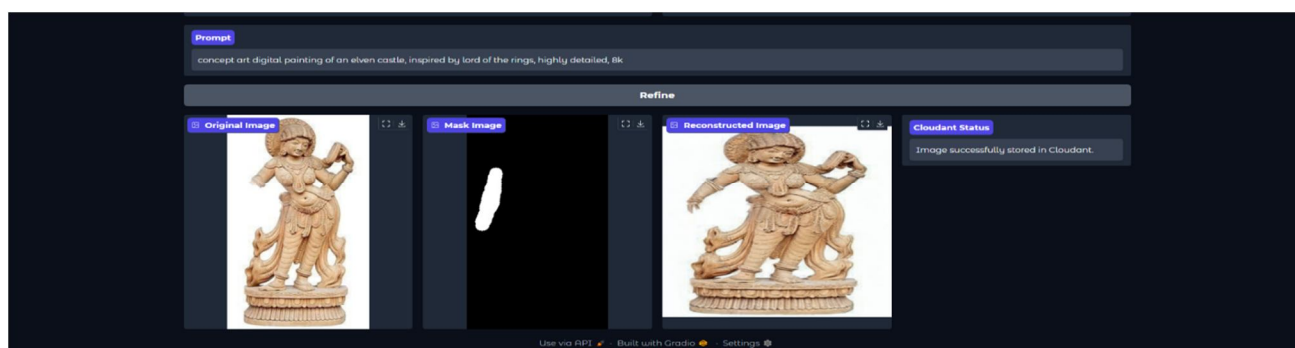 Prompt
concept art digital painting of an elven castle, inspired by lord of the rings, highly detailed, 8k
Refine
Original Image
Mask Image
Reconstructed Image
Cloudant Status
Image successfully stored in Cloudant.
Use via API · Built with Gradio · Settings